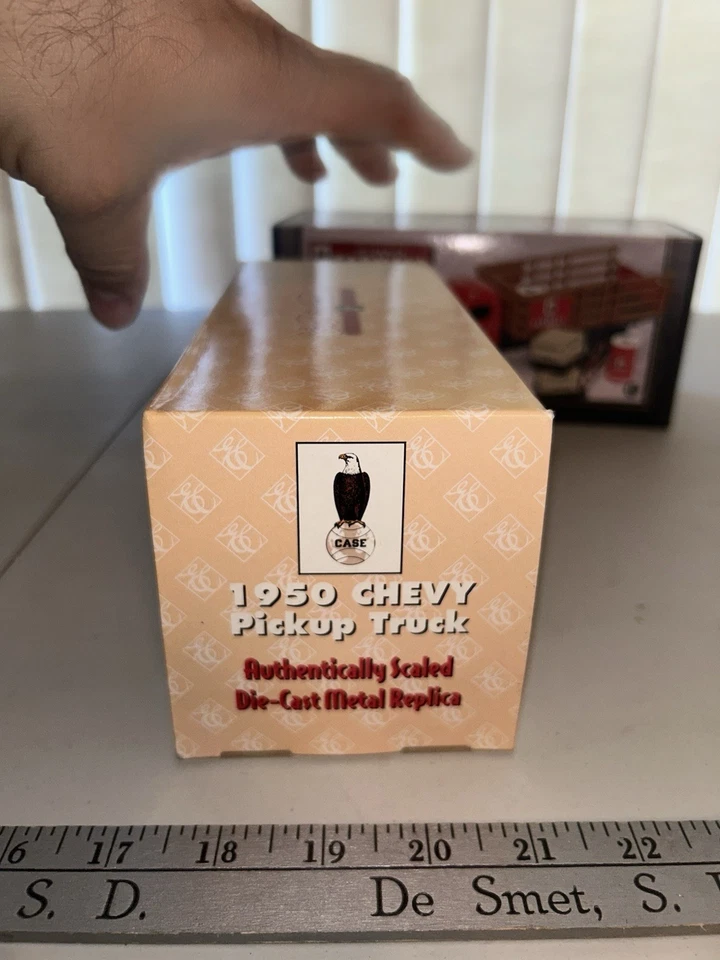 CASE
1950 CHEVY
Pickup Truck
Authentically Scaled
Die-Cast Metal Replica
6 17 18 19 20 21 22
S. D. De Smet, S.